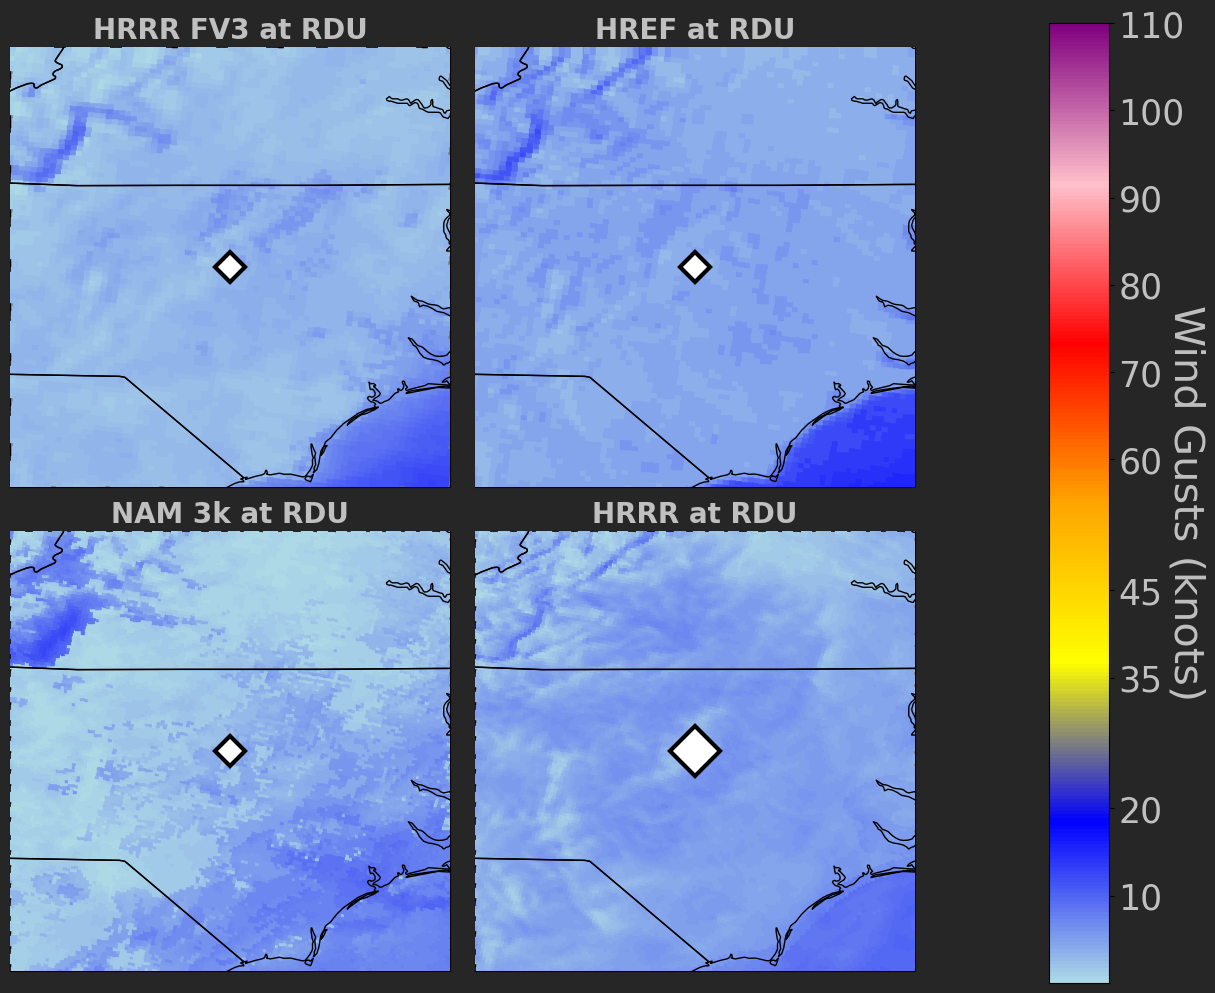 HRRR FV3 at RDU
HREF at RDU
NAM 3k at RDU
HRRR at RDU
110
100
90
80
70
60
45
35
20
10
Wind Gusts (knots)